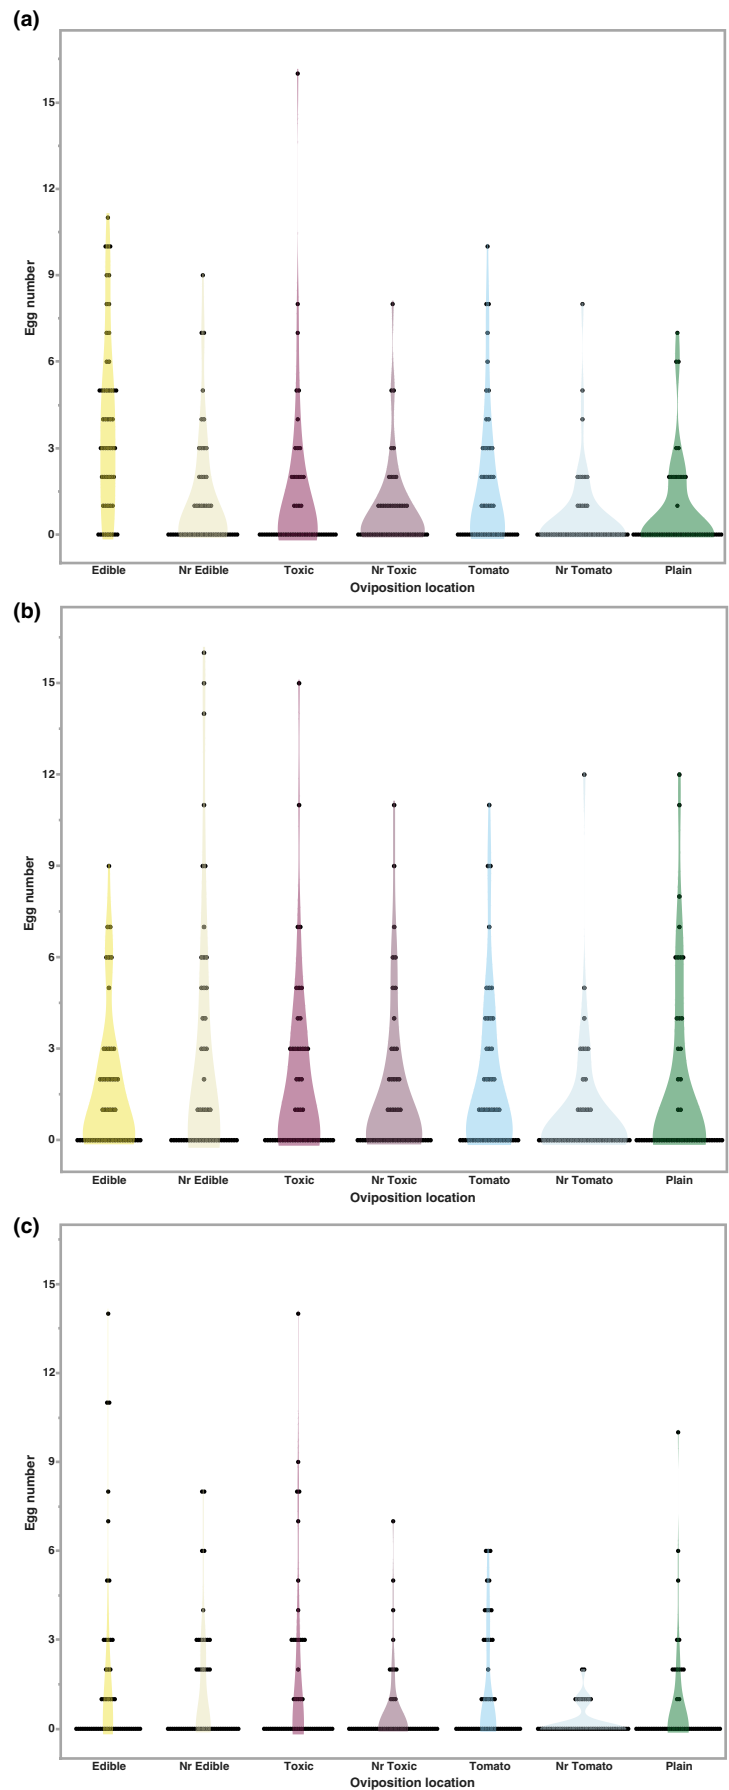 (a)
15
12
9
6
3
0
Egg number
Edible Nr Edible Toxic Nr Toxic Tomato Nr Tomato Plain
Oviposition location
(b)
15
12
9
6
3
0
Egg number
Edible Nr Edible Toxic Nr Toxic Tomato Nr Tomato Plain
Oviposition location
(c)
15
12
9
6
3
0
Egg number
Edible Nr Edible Toxic Nr Toxic Tomato Nr Tomato Plain
Oviposition location